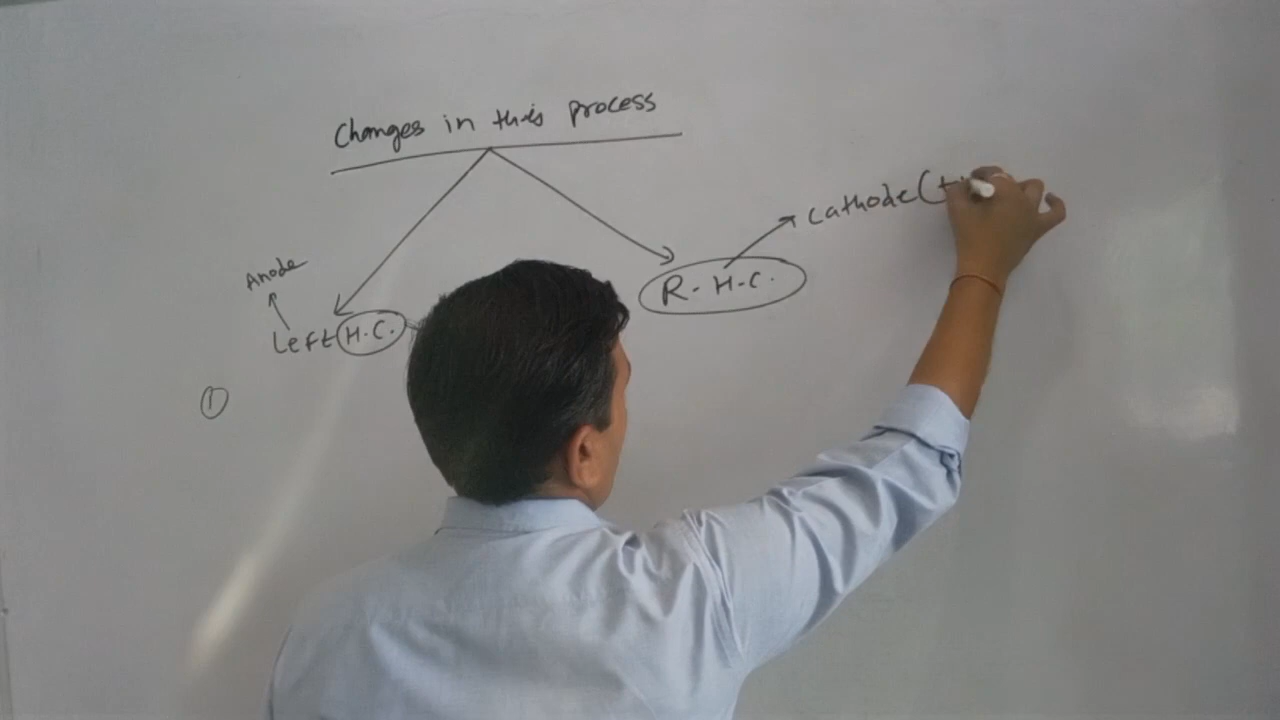 Changes in this process
Cathode (+
Anode
R. H. C.
Left H.C.
①